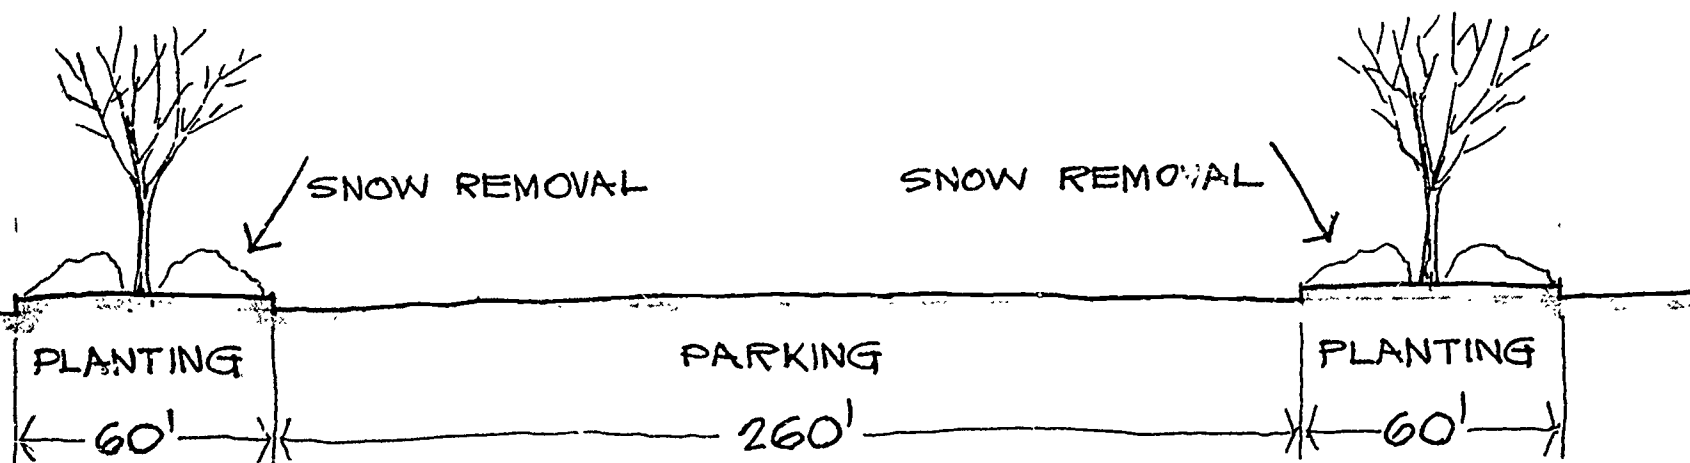 SNOW REMOVAL
SNOW REMOVAL
PLANTING
PARKING
PLANTING
60'
260'
60'